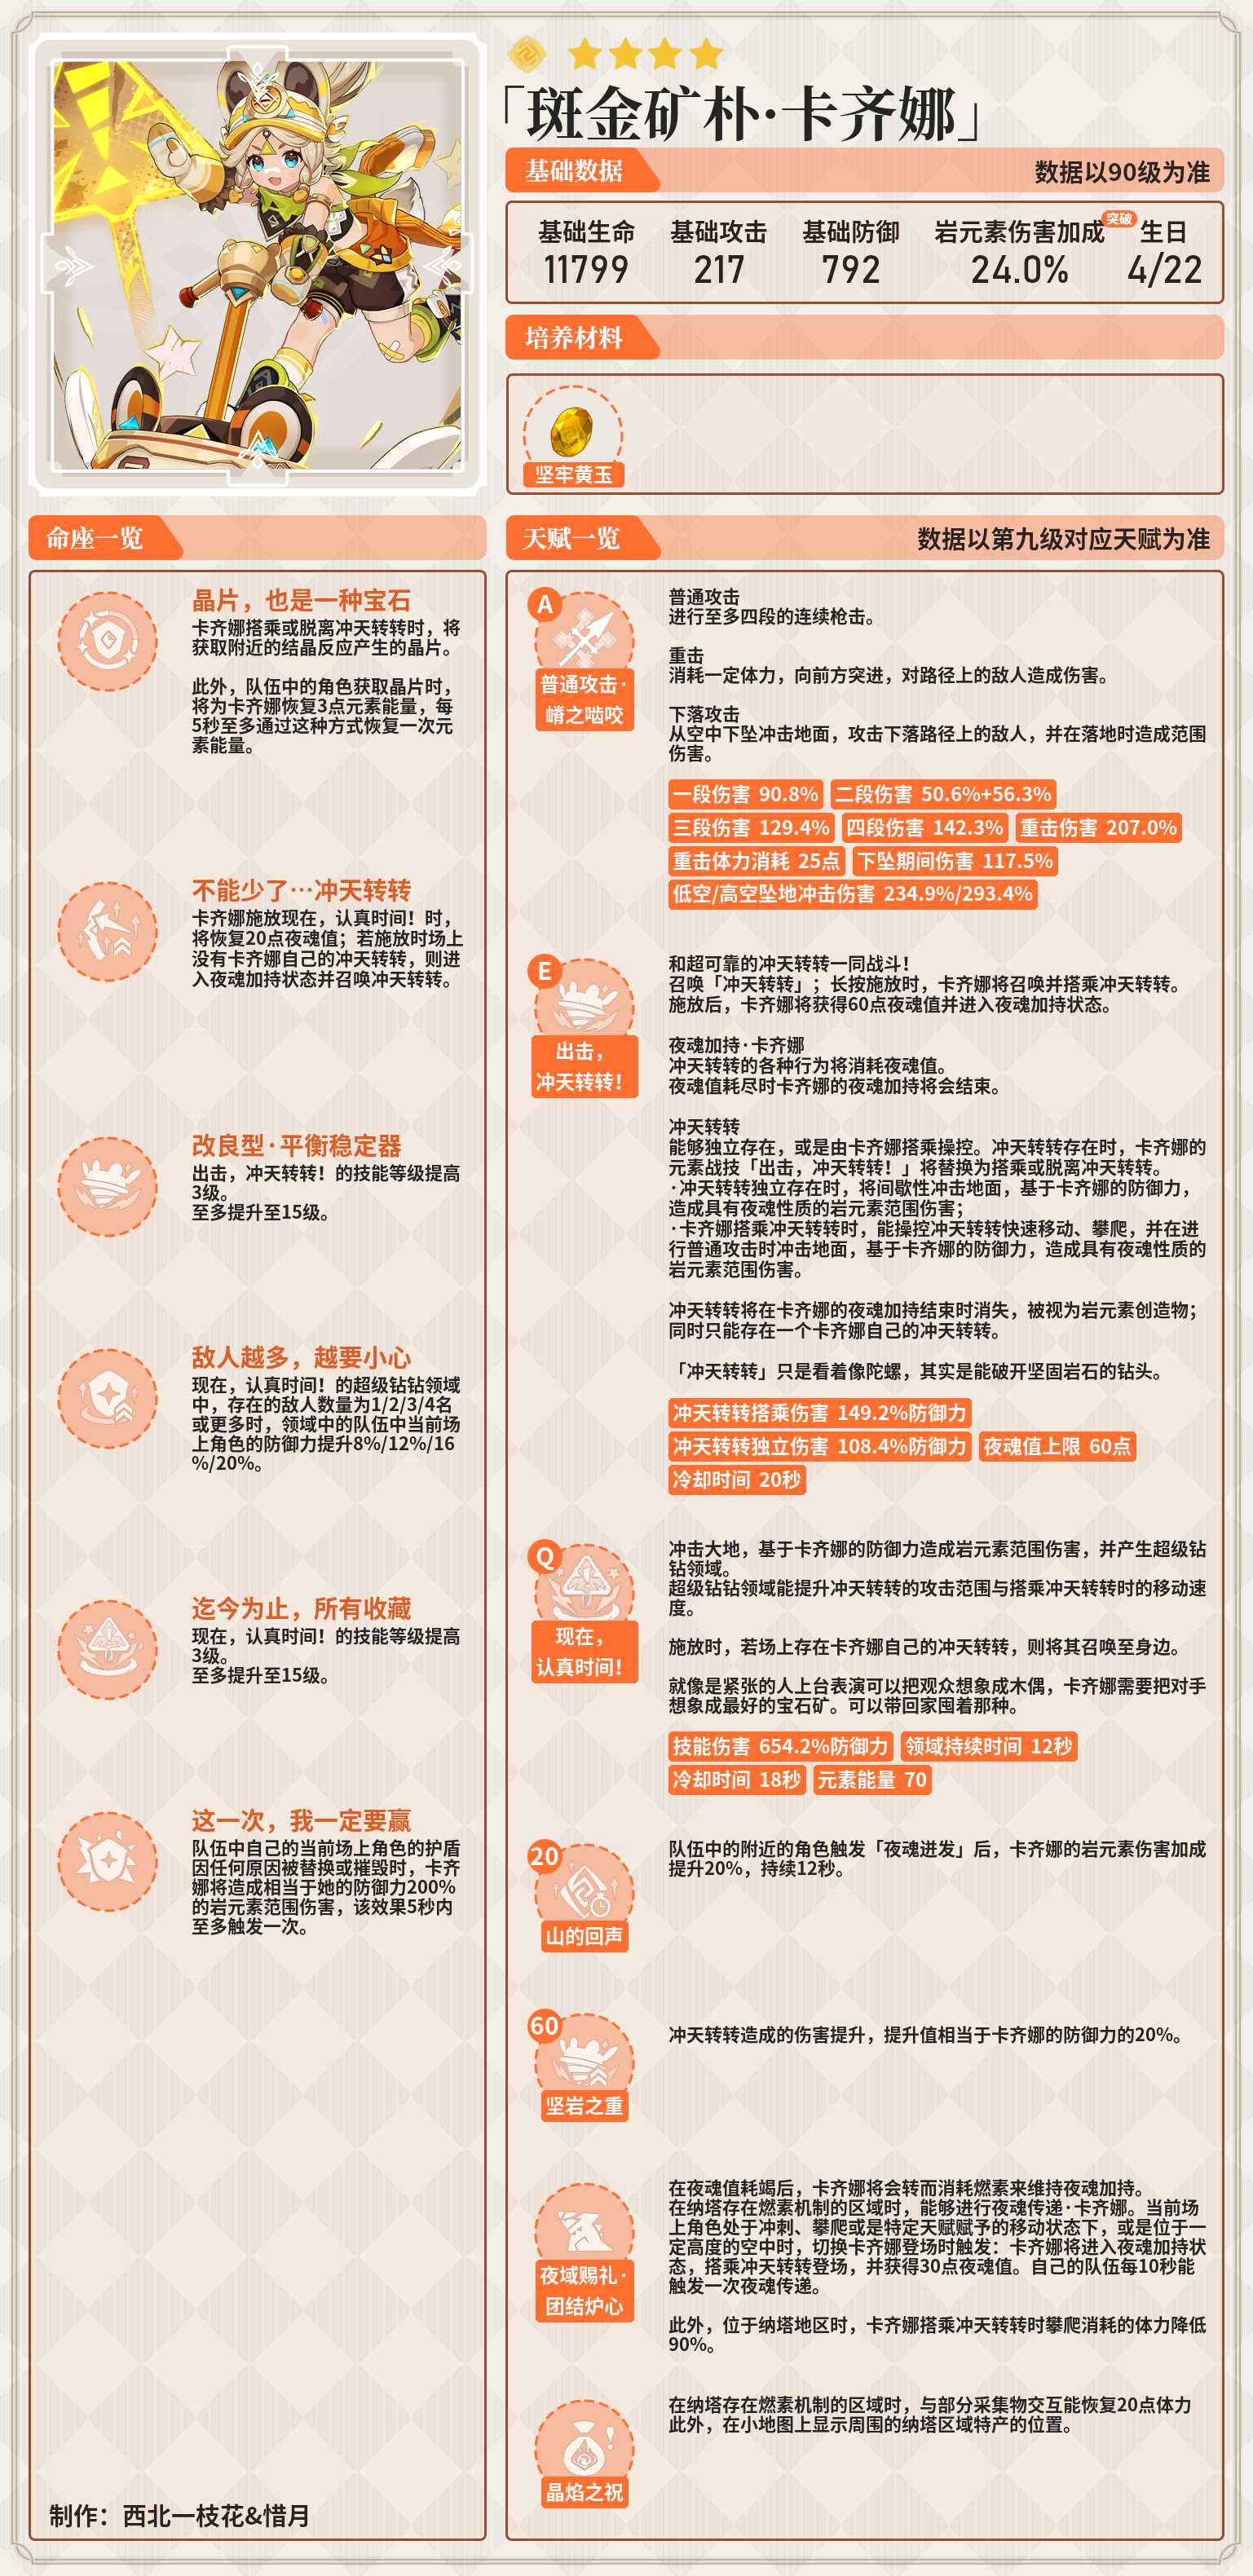 「斑金矿朴·卡齐娜」
基础数据
数据以90级为准
基础生命
基础攻击
基础防御
岩元素伤害加成
突破
生日
11799
217
792
24.0%
4/22
培养材料
坚牢黄玉
命座一览
晶片，也是一种宝石
卡齐娜搭乘或脱离冲天转转时，将
获取附近的结晶反应产生的晶片。
此外，队伍中的角色获取晶片时，
将为卡齐娜恢复3点元素能量，每
5秒至多通过这种方式恢复一次元
素能量。
不能少了…冲天转转
卡齐娜施放现在，认真时间！时，
将恢复20点夜魂值；若施放时场上
没有卡齐娜自己的冲天转转，则进
入夜魂加持状态并召唤冲天转转。
改良型·平衡稳定器
出击，冲天转转！的技能等级提高
3级。
至多提升至15级。
敌人越多，越要小心
现在，认真时间！的超级钻钻领域
中，存在的敌人数量为1/2/3/4名
或更多时，领域中的队伍中当前场
上角色的防御力提升8%/12%/16
%/20%。
迄今为止，所有收藏
现在，认真时间！的技能等级提高
3级。
至多提升至15级。
这一次，我一定要赢
队伍中自己的当前场上角色的护盾
因任何原因被替换或摧毁时，卡齐
娜将造成相当于她的防御力200%
的岩元素范围伤害，该效果5秒内
至多触发一次。
制作：西北一枝花&惜月
天赋一览
数据以第九级对应天赋为准
A
普通攻击·
嵴之啮咬
普通攻击
进行至多四段的连续枪击。
重击
消耗一定体力，向前方突进，对路径上的敌人造成伤害。
下落攻击
从空中下坠冲击地面，攻击下落路径上的敌人，并在落地时造成范围
伤害。
一段伤害 90.8%
二段伤害 50.6%+56.3%
三段伤害 129.4%
四段伤害 142.3%
重击伤害 207.0%
重击体力消耗 25点
下坠期间伤害 117.5%
低空/高空坠地冲击伤害 234.9%/293.4%
E
出击，
冲天转转！
和超可靠的冲天转转一同战斗！
召唤「冲天转转」；长按施放时，卡齐娜将召唤并搭乘冲天转转。
施放后，卡齐娜将获得60点夜魂值并进入夜魂加持状态。
夜魂加持·卡齐娜
冲天转转的各种行为将消耗夜魂值。
夜魂值耗尽时卡齐娜的夜魂加持将会结束。
冲天转转
能够独立存在，或是由卡齐娜搭乘操控。冲天转转存在时，卡齐娜的
元素战技「出击，冲天转转！」将替换为搭乘或脱离冲天转转。
·冲天转转独立存在时，将间歇性冲击地面，基于卡齐娜的防御力，
造成具有夜魂性质的岩元素范围伤害；
·卡齐娜搭乘冲天转转时，能操控冲天转转快速移动、攀爬，并在进
行普通攻击时冲击地面，基于卡齐娜的防御力，造成具有夜魂性质的
岩元素范围伤害。
冲天转转将在卡齐娜的夜魂加持结束时消失，被视为岩元素创造物；
同时只能存在一个卡齐娜自己的冲天转转。
「冲天转转」只是看着像陀螺，其实是能破开坚固岩石的钻头。
冲天转转搭乘伤害 149.2%防御力
冲天转转独立伤害 108.4%防御力
夜魂值上限 60点
冷却时间 20秒
Q
现在，
认真时间！
冲击大地，基于卡齐娜的防御力造成岩元素范围伤害，并产生超级钻
钻领域。
超级钻钻领域能提升冲天转转的攻击范围与搭乘冲天转转时的移动速
度。
施放时，若场上存在卡齐娜自己的冲天转转，则将其召唤至身边。
就像是紧张的人上台表演可以把观众想象成木偶，卡齐娜需要把对手
想象成最好的宝石矿。可以带回家囤着那种。
技能伤害 654.2%防御力
领域持续时间 12秒
冷却时间 18秒
元素能量 70
20
山的回声
队伍中的附近的角色触发「夜魂迸发」后，卡齐娜的岩元素伤害加成
提升20%，持续12秒。
60
坚岩之重
冲天转转造成的伤害提升，提升值相当于卡齐娜的防御力的20%。
夜域赐礼·
团结炉心
在夜魂值耗竭后，卡齐娜将会转而消耗燃素来维持夜魂加持。
在纳塔存在燃素机制的区域时，能够进行夜魂传递·卡齐娜。当前场
上角色处于冲刺、攀爬或是特定天赋赋予的移动状态下，或是位于一
定高度的空中时，切换卡齐娜登场时触发：卡齐娜将进入夜魂加持状
态，搭乘冲天转转登场，并获得30点夜魂值。自己的队伍每10秒能
触发一次夜魂传递。
此外，位于纳塔地区时，卡齐娜搭乘冲天转转时攀爬消耗的体力降低
90%。
晶焰之祝
在纳塔存在燃素机制的区域时，与部分采集物交互能恢复20点体力
此外，在小地图上显示周围的纳塔区域特产的位置。